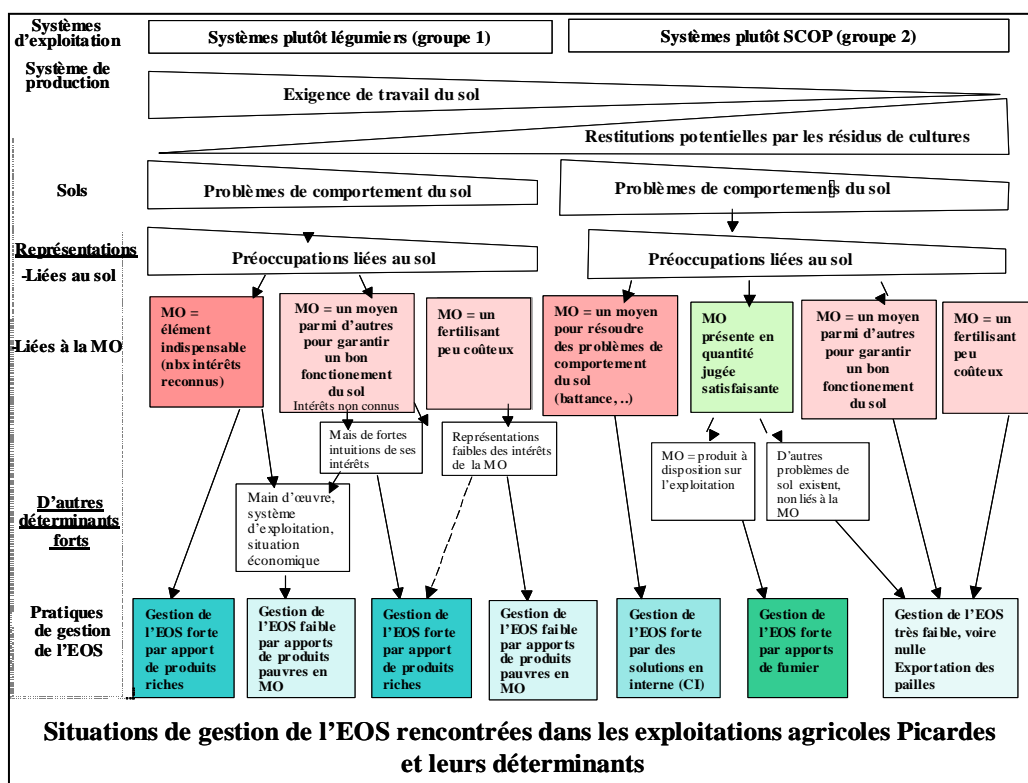 Systèmes
d'exploitation
Systèmes plutôt légumiers (groupe 1)
Systèmes plutôt SCOP (groupe 2)
Système de
production
Exigence de travail du sol
Restitutions potentielles par les résidus de cultures
Sols
Problèmes de comportement du sol
Problèmes de comportements du sol
Représentations
-Liées au sol
Préoccupations liées au sol
Préoccupations liées au sol
-Liées à la MO
MO =
élément
indispensable
(nbx intérêts
reconnus)
MO = un moyen
parmi d'autres
pour garantir
un bon
fonctionement
du sol
Intérêts non connus
MO = un
fertilisant
peu coûteux
MO = un moyen
pour résoudre
des problèmes de
comportement
du sol
(battance, ..)
MO
présente en
quantité
jugée
satisfaisante
MO = un moyen
parmi d'autres
pour garantir
un bon
fonctionement
du sol
MO = un
fertilisant
peu
coûteux
Mais de fortes
intuitions de ses
intérêts
Représentations
faibles des intérêts
de la MO
MO = produit à
disposition sur
l'exploitation
D'autres
problèmes de
sol existent,
non liés à la
MO
D'autres
déterminants
forts
Main d'œuvre,
système
d'exploitation,
situation
économique
Pratiques
de gestion
de l'EOS
Gestion de
l'EOS forte
par apport
de produits
riches
Gestion de
l'EOS faible
par apports
de produits
pauvres en
MO
Gestion de
l'EOS forte
par apport
de produits
riches
Gestion de
l'EOS faible
par apports de
produits
pauvres en
MO
Gestion de
l'EOS forte
par des
solutions en
interne (CI)
Gestion de
l'EOS forte
par apports
de fumier
Gestion de l'EOS
très faible, voire
nulle
Exportation des
pailles
Situations de gestion de l'EOS rencontrées dans les exploitations agricoles Picardes
et leurs déterminants